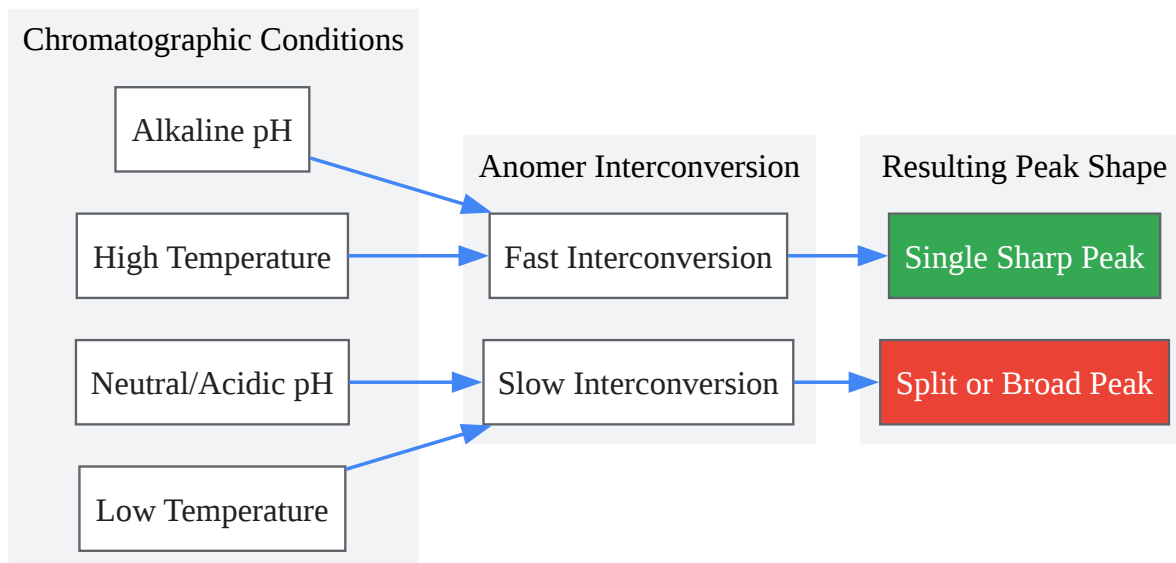 Chromatographic Conditions
Alkaline pH
High Temperature
Neutral/Acidic pH
Low Temperature
Anomer Interconversion
Fast Interconversion
Slow Interconversion
Resulting Peak Shape
Single Sharp Peak
Split or Broad Peak